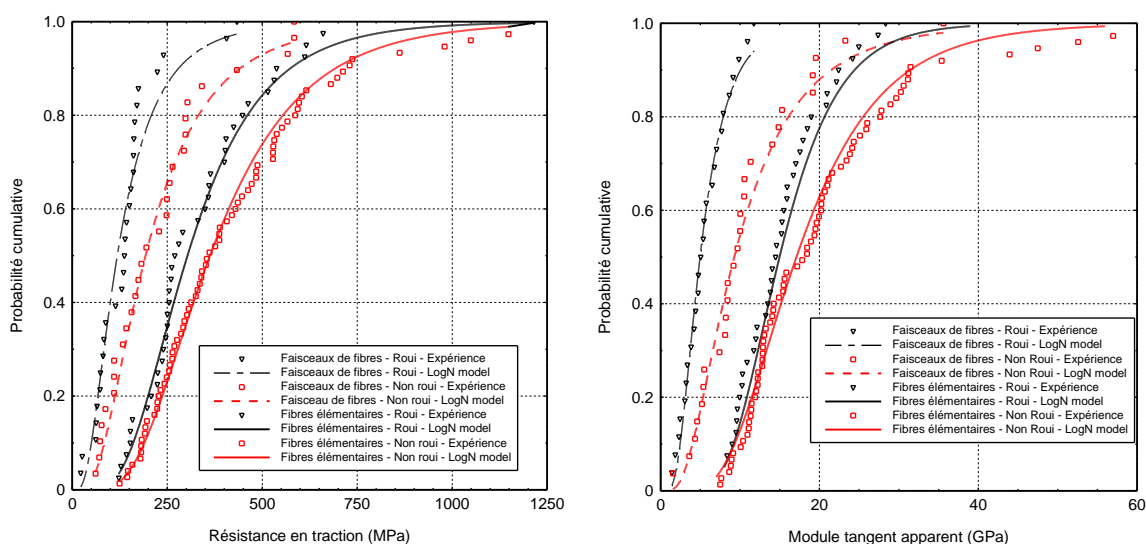 Probabilité cumulative
1.0
0.8
0.6
0.4
0.2
0
0
250
500
750
1000
1250
Résistance en traction (MPa)
Faisceaux de fibres - Roui - Expérience
Faisceaux de fibres - Roui - LogN model
Faisceaux de fibres - Non roui - Expérience
Faisceau de fibres - Non roui - LogN model
Fibres élémentaires - Roui - Expérience
Fibres élémentaires - Roui - LogN model
Fibres élémentaires - Non roui - Expérience
Fibres élémentaires - Non roui - LogN model
Probabilité cumulative
1.0
0.8
0.6
0.4
0.2
0
0
20
40
60
Module tangent apparent (GPa)
Faisceaux de fibres - Roui - Expérience
Faisceaux de fibres - Roui - LogN model
Faisceaux de fibres - Non roui - Expérience
Faisceaux de fibres - Non roui - LogN model
Fibres élémentaires - Roui - Expérience
Fibres élémentaires - Roui - LogN model
Fibres élémentaires - Non Roui - Expérience
Fibres élémentaires - Non Roui - LogN model